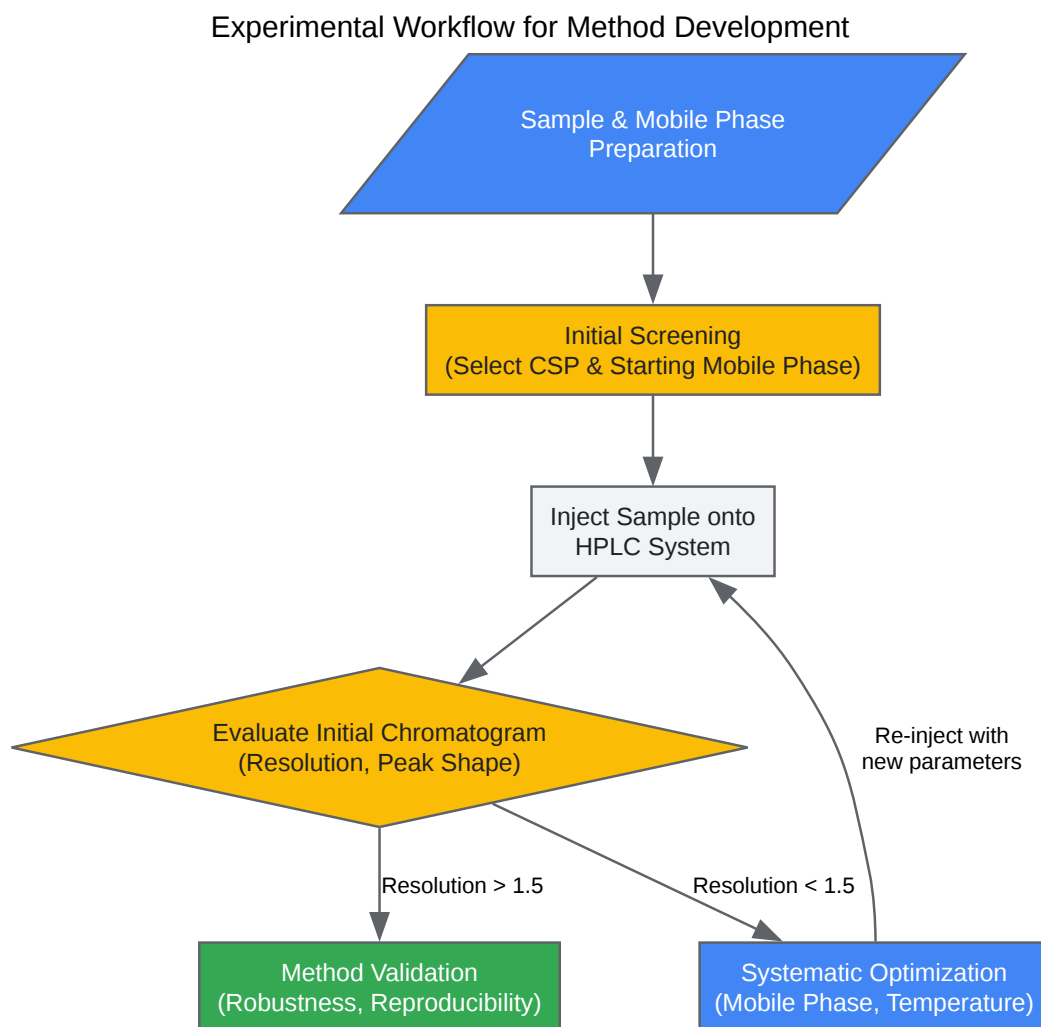 Experimental Workflow for Method Development
Sample & Mobile Phase
Preparation
Initial Screening
(Select CSP & Starting Mobile Phase)
Inject Sample onto
HPLC System
Evaluate Initial Chromatogram
(Resolution, Peak Shape)
Re-inject with
new parameters
Resolution > 1.5
Resolution < 1.5
Method Validation
(Robustness, Reproducibility)
Systematic Optimization
(Mobile Phase, Temperature)